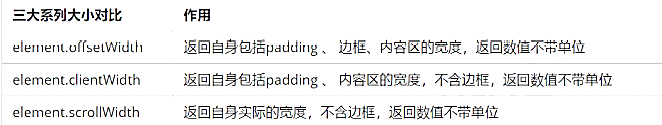 三大系列大小对比 作用
element.offsetWidth 返回自身包括padding 、 边框、内容区的宽度，返回数值不带单位
element.clientWidth 返回自身包括padding 、 内容区的宽度，不含边框，返回数值不带单位
element.scrollWidth 返回自身实际的宽度，不含边框，返回数值不带单位